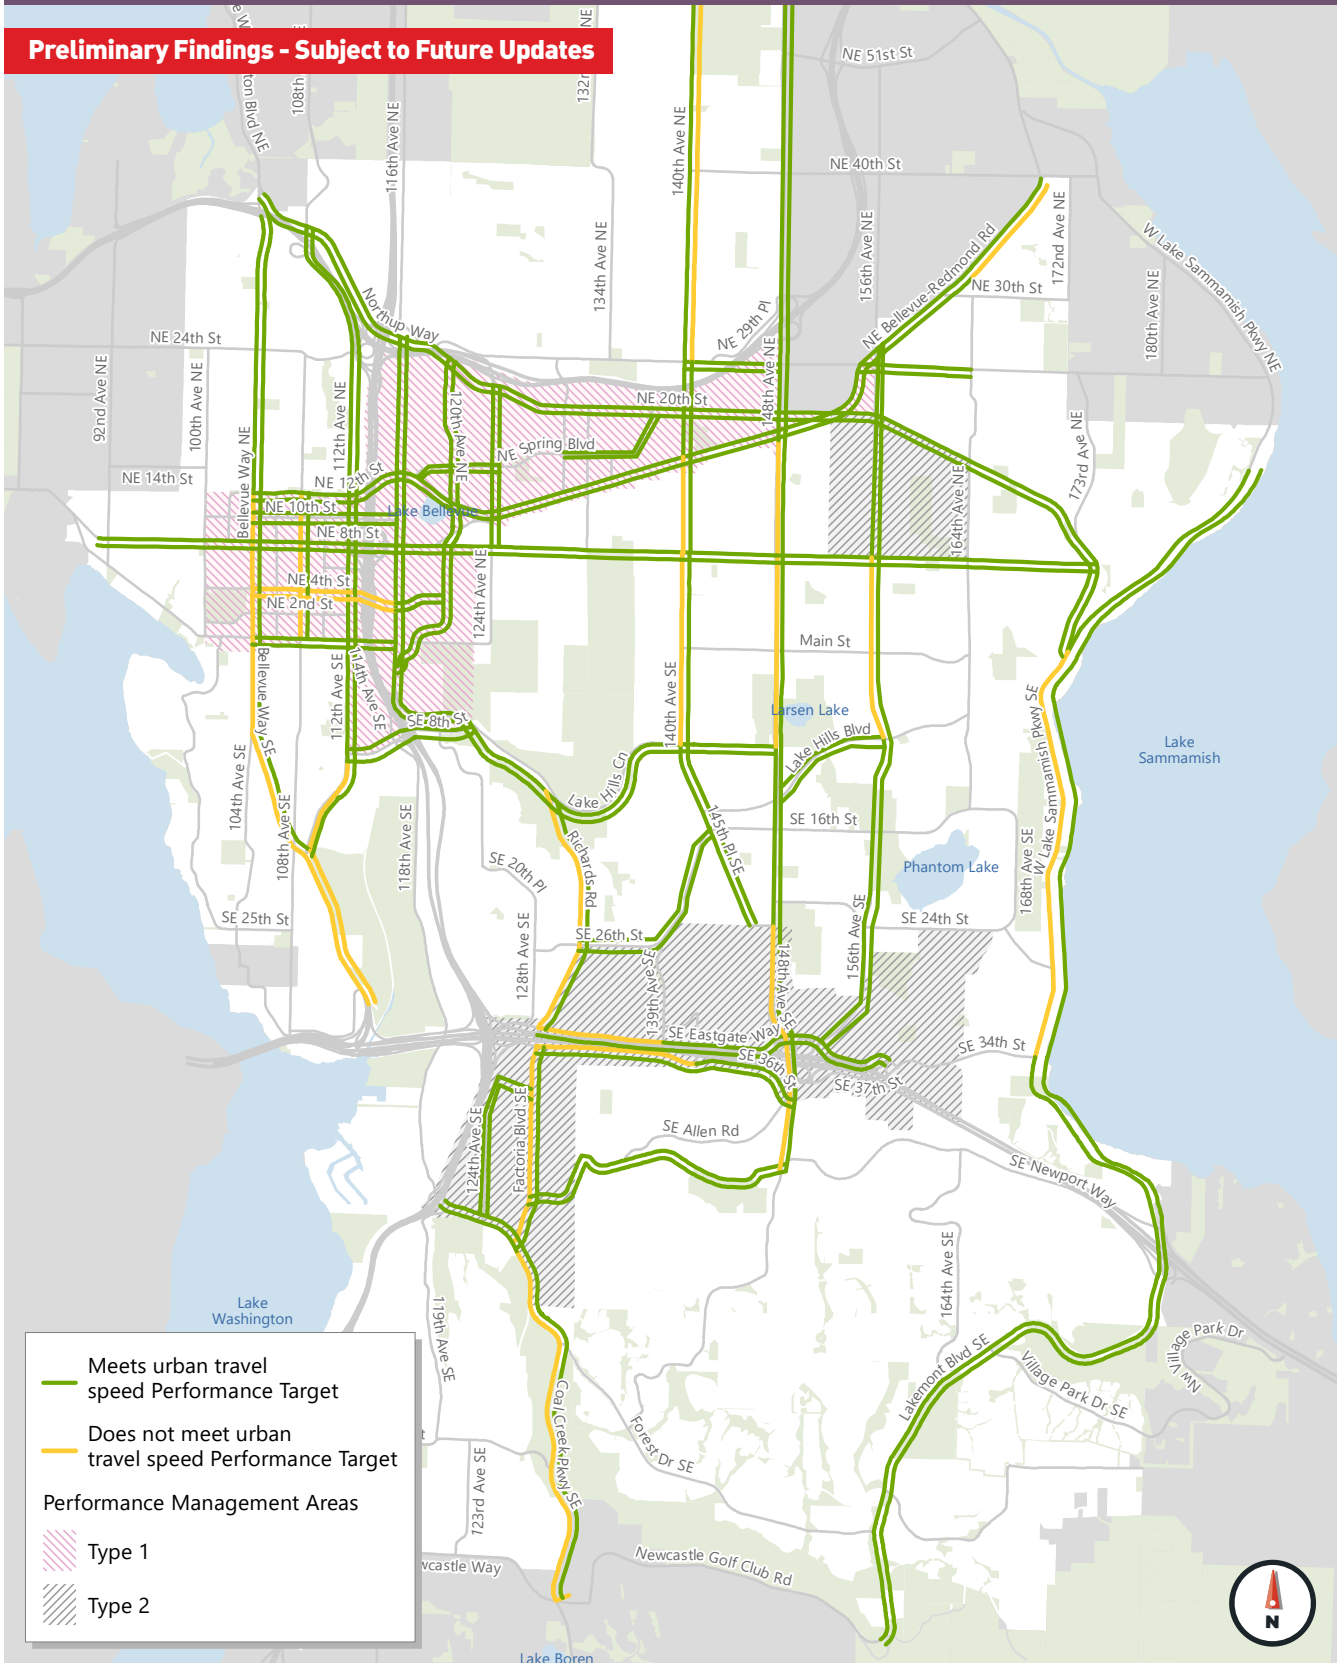 Preliminary Findings - Subject to Future Updates
ton Blvd NE
108th
116th Ave NE
132n
NE
NE 51st St
140th Ave NE
NE 40th St
134th Ave NE
156th Ave NE
NE Bellevue-Redmond Rd
172nd Ave NE
W Lake Sammamish Pkwy NE
NE 30th St
180th Ave NE
Northup Way
NE 29th Pl
NE 24th St
92nd Ave NE
100th Ave NE
112th Ave NE
148th Ave NE
120th Ave NE
NE 20th St
NE Spring Blvd
173rd Ave NE
Bellevue Way NE
NE 14th St
NE 12th St
NE 10th St
Lake Bellevue
NE 8th St
164th Ave NE
NE 4th St
NE 2nd St
124th Ave NE
Main St
Bellevue Way SE
112th Ave SE
114th Ave SE
140th Ave SE
Larsen Lake
SE 8th St
Lake Hills Blvd
W Lake Sammamish Pkwy SE
Lake
Sammamish
104th Ave SE
108th Ave SE
118th Ave SE
Lake Hills Cn
145th Pl SE
SE 16th St
Richards Rd
SE 20th Pl
Phantom Lake
168th Ave SE
SE 25th St
128th Ave SE
SE 26th St
139th Ave SE
148th Ave SE
156th Ave SE
SE 24th St
SE Eastgate Way
SE 36th St
SE 34th St
SE 37th St
124th Ave SE
Factoria Blvd SE
SE Allen Rd
SE Newport Way
164th Ave SE
Lake
Washington
119th Ave SE
Lakemont Blvd SE
Village Park Dr
NW Vill
Village Park Dr SE
Coal Creek Pkwy SE
Forest Dr SE
123rd Ave SE
wcastle Way
Newcastle Golf Club Rd
Lake Boren
Meets urban travel
speed Performance Target
Does not meet urban
travel speed Performance Target
Performance Management Areas
Type 1
Type 2
N